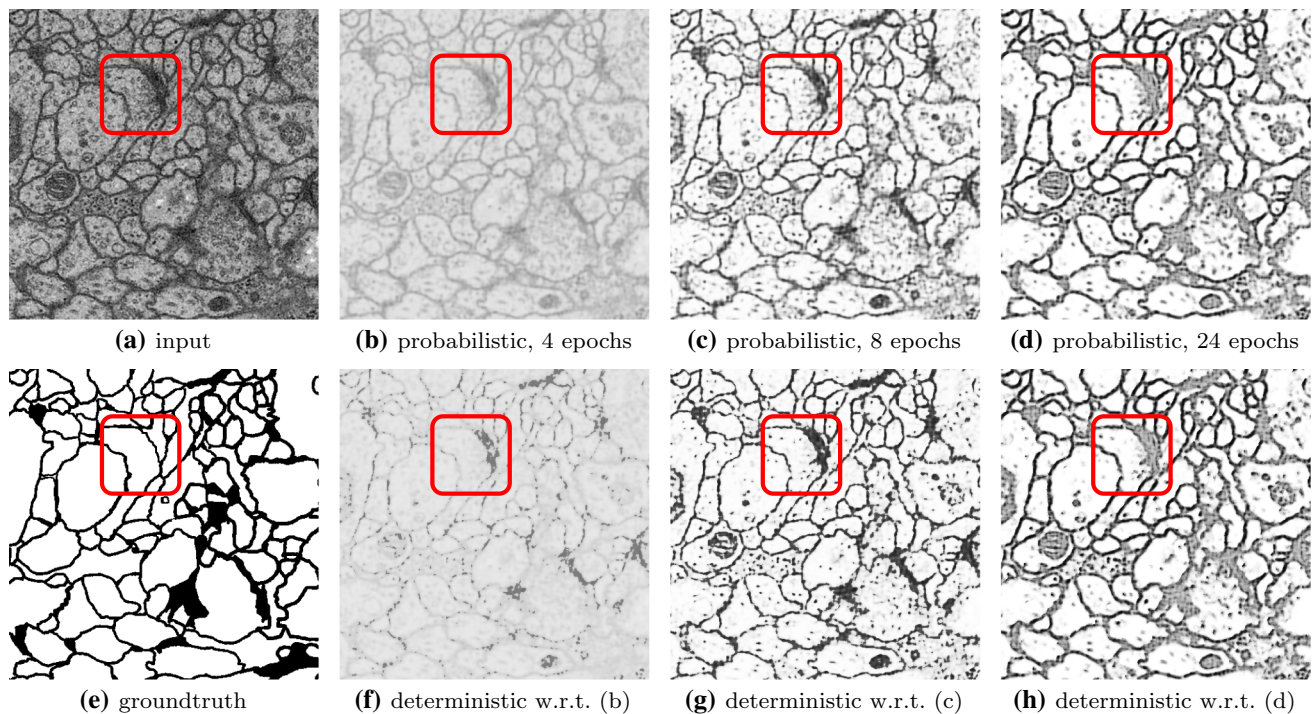 (a) input
(b) probabilistic, 4 epochs
(c) probabilistic, 8 epochs
(d) probabilistic, 24 epochs
(e) groundtruth
(f) deterministic w.r.t. (b)
(g) deterministic w.r.t. (c)
(h) deterministic w.r.t. (d)